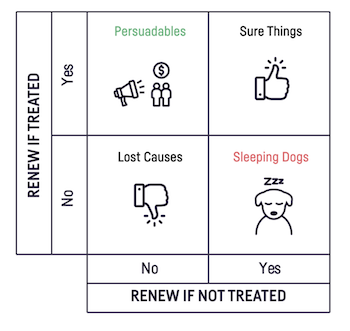 Persuadables
Sure Things
Yes
RENEW IF TREATED
$
Lost Causes
Sleeping Dogs
No
Zzz
No
Yes
RENEW IF NOT TREATED